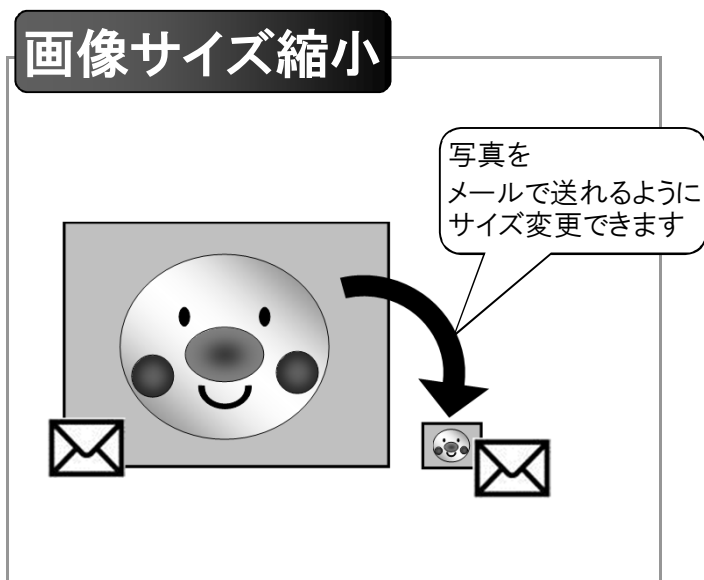 画像サイズ縮小
写真を
メールで送れるように
サイズ変更できます